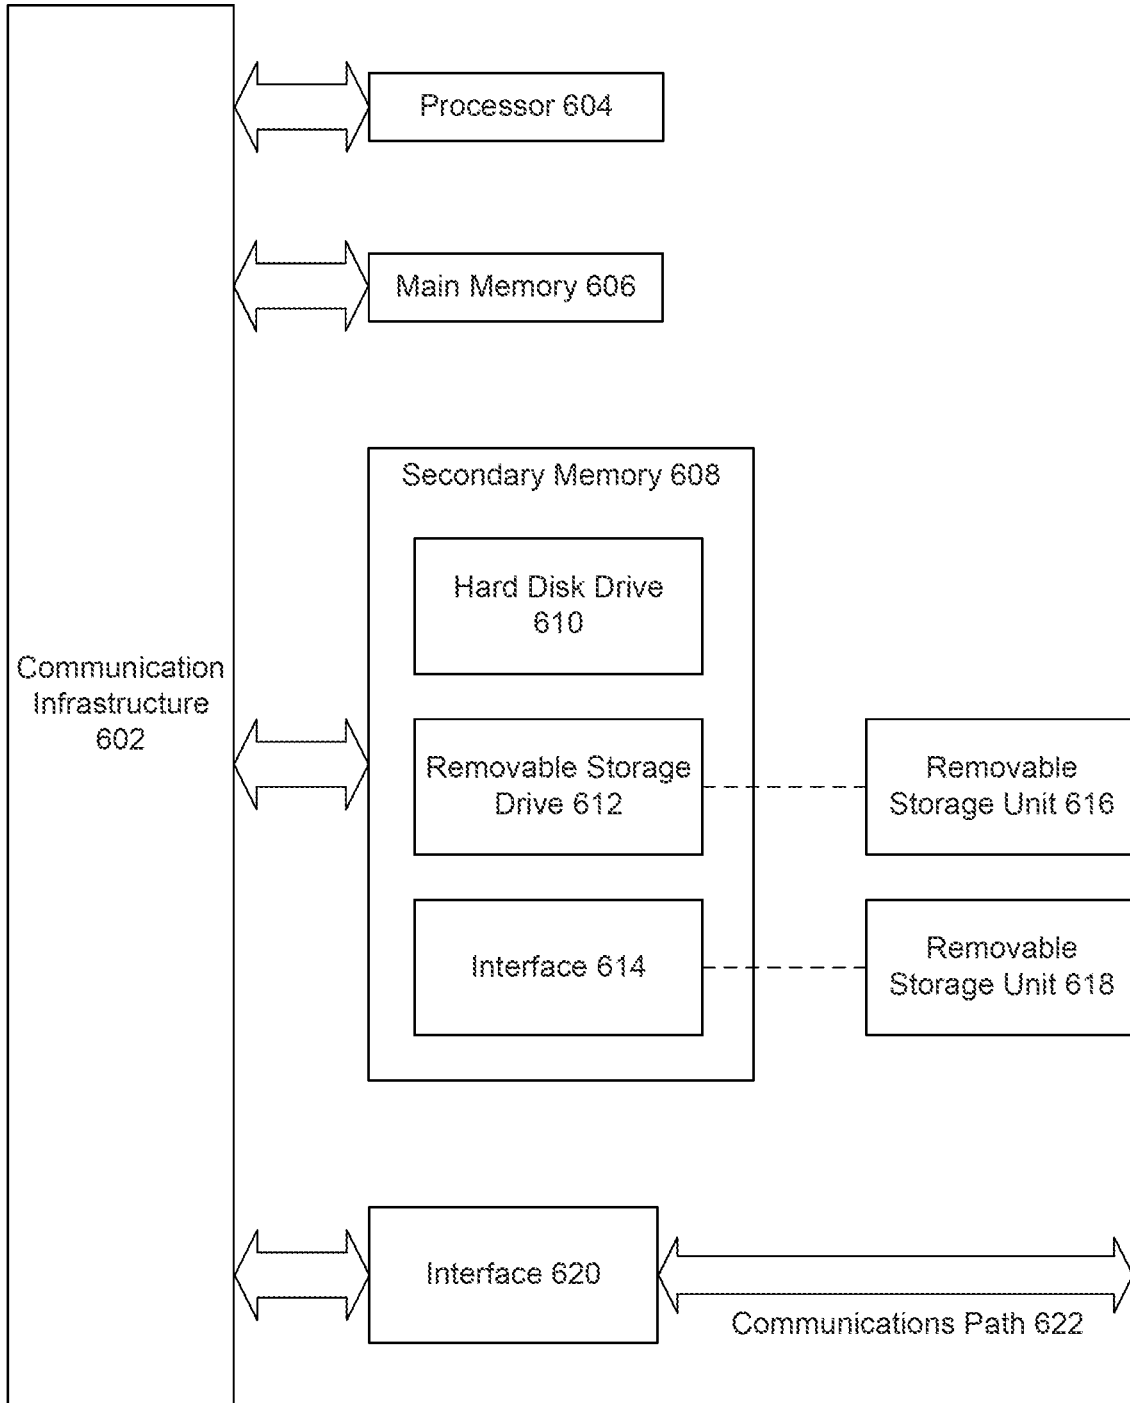 Processor 604
Main Memory 606
Secondary Memory 608
Hard Disk Drive
610
Communication
Infrastructure
602
Removable Storage
Drive 612
Removable
Storage Unit 616
Interface 614
Removable
Storage Unit 618
Interface 620
Communications Path 622